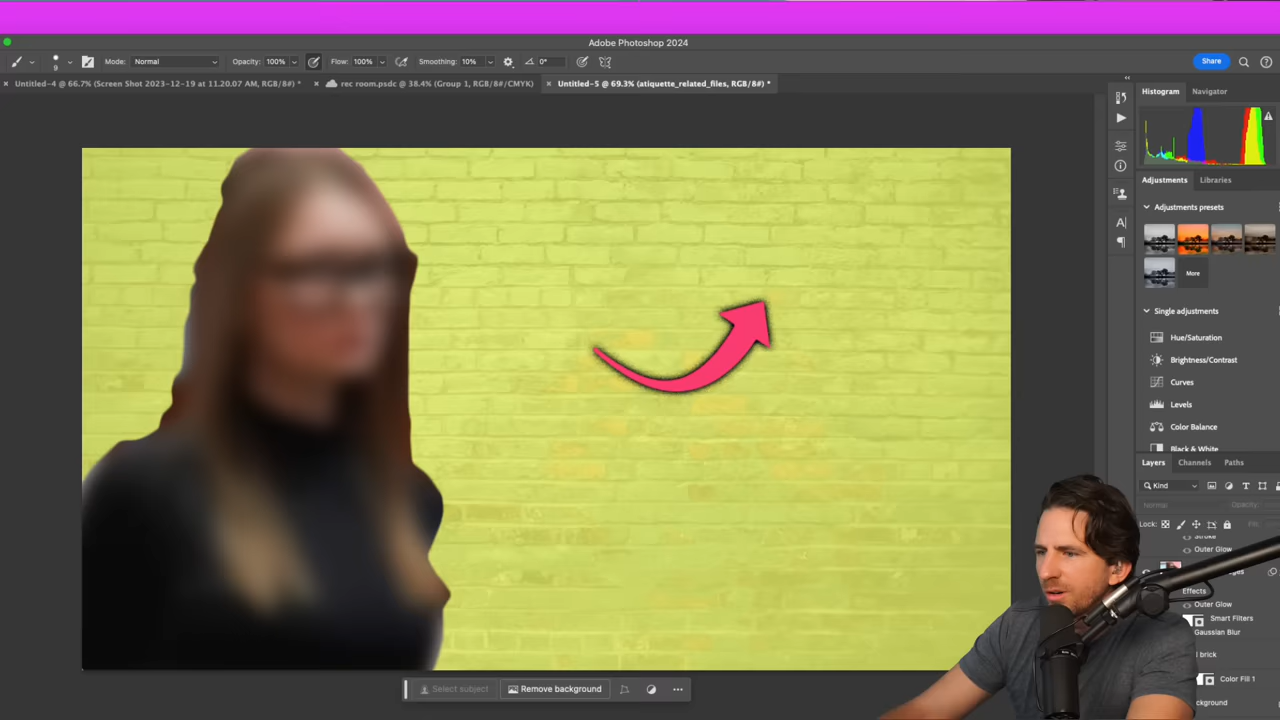 Adobe Photoshop 2024
9 Mode: Normal Opacity: 100% Flow: 100% Smoothing: 10% 0° Share
Untitled-4 @ 66.7% (Screen Shot 2023-12-19 at 11.20.07 AM, RGB/8#) * rec room.psdc @ 38.4% (Group 1, RGB/8#/CMYK) Untitled-5 @ 69.3% (atiquette_related_files, RGB/8#) *
Histogram Navigator
Adjustments Libraries
Adjustments presets
More
Single adjustments
Hue/Saturation
Brightness/Contrast
Curves
Levels
Color Balance
Black & White
Layers Channels Paths
Kind
Normal Opacity:
Lock: Fill:
Stroke
Outer Glow
Effects
Outer Glow
Smart Filters
Gaussian Blur
brick
Color Fill 1
Select subject Remove background